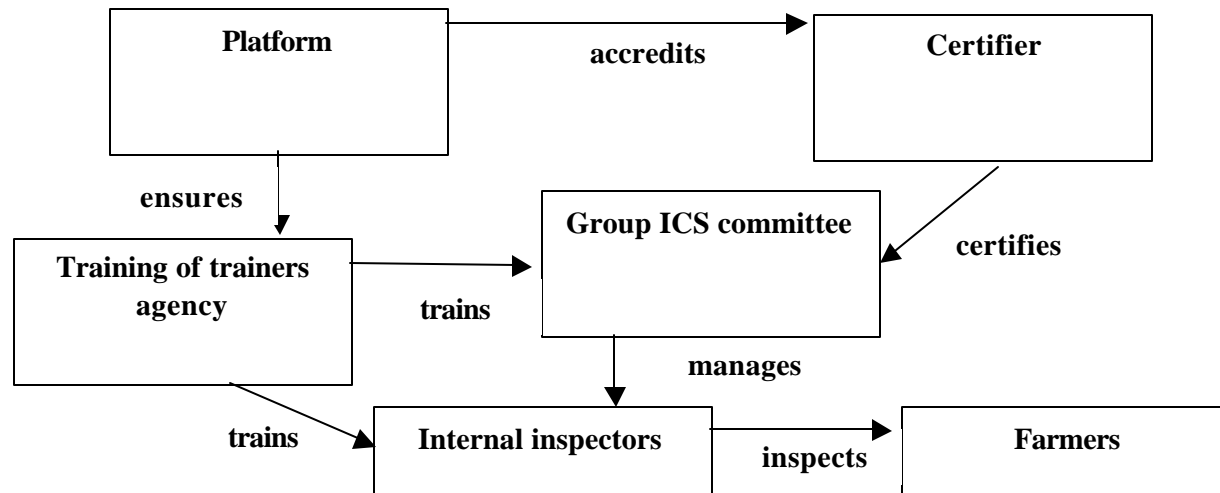 Platform
accredits
Certifier
ensures
Group ICS committee
certifies
Training of trainers
agency
trains
manages
trains
Internal inspectors
inspects
Farmers